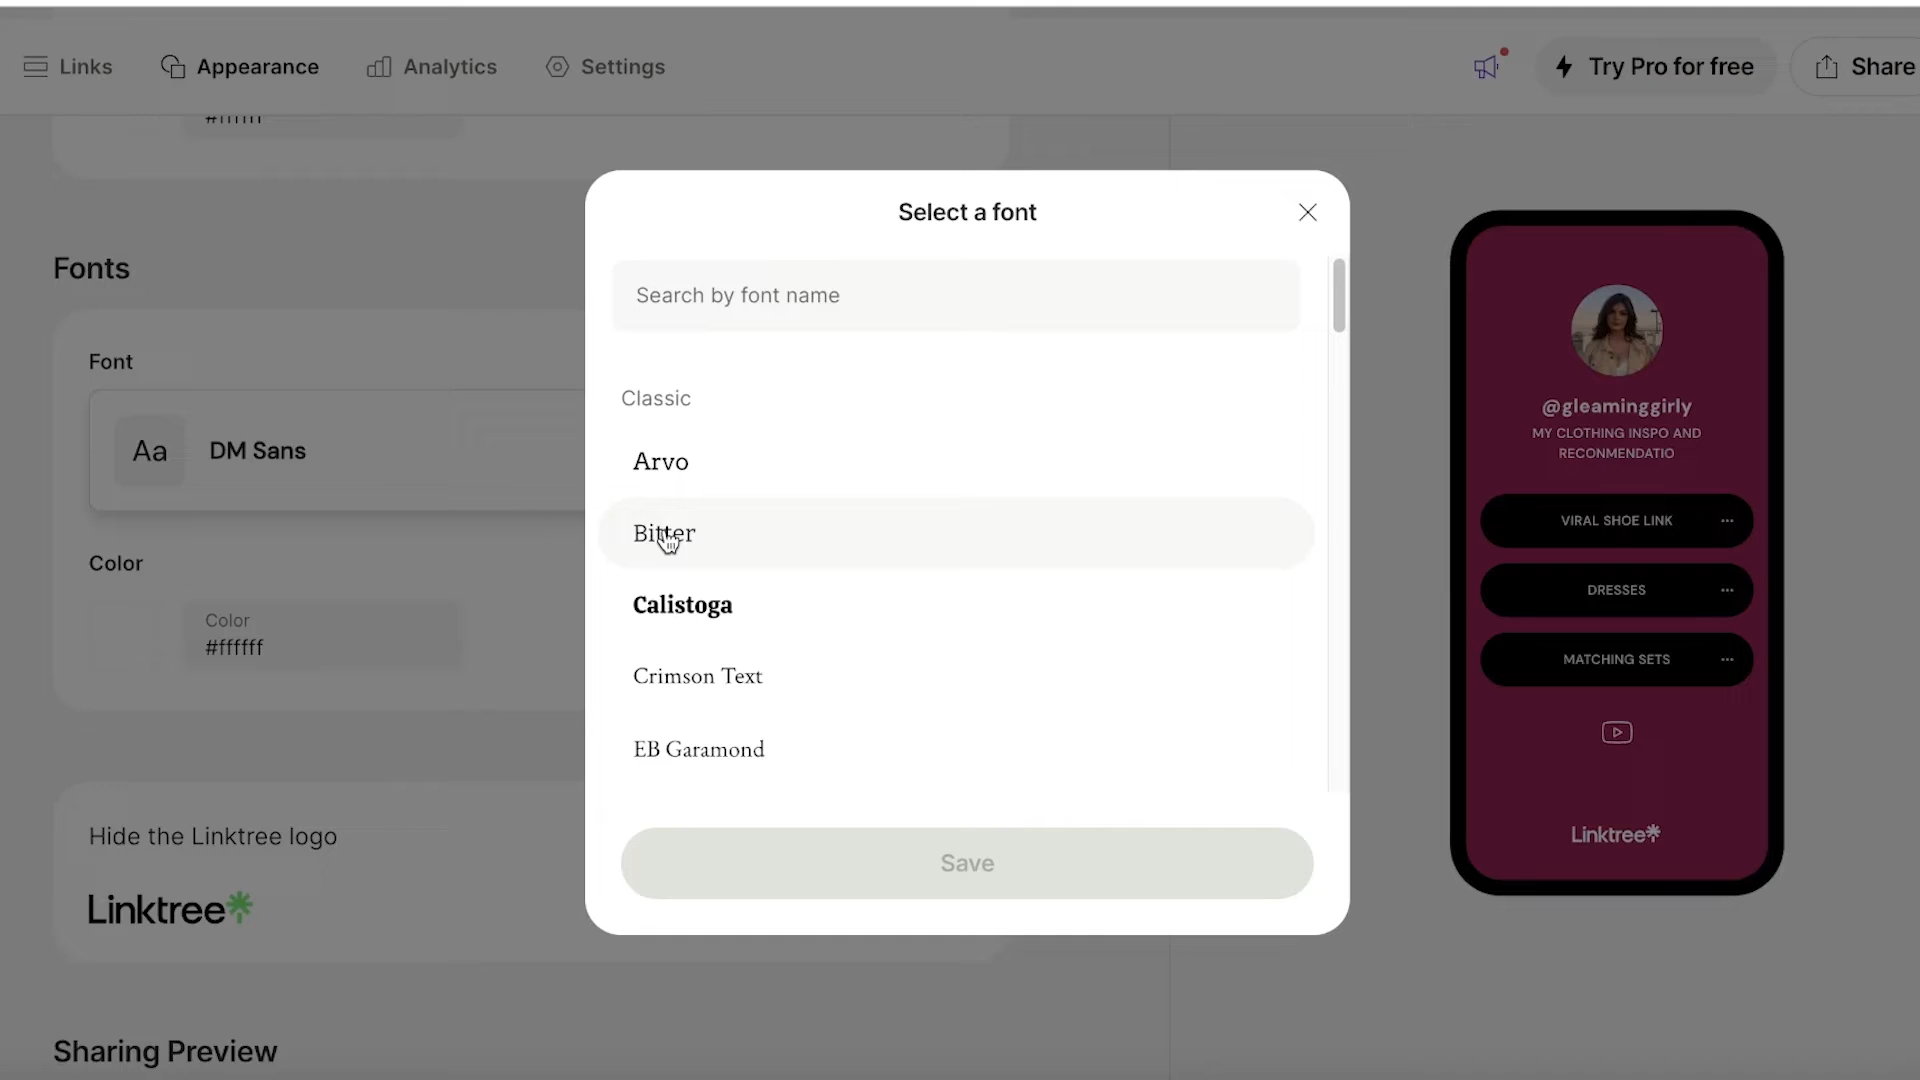 Links
Appearance
Analytics
Settings
Try Pro for free
Share
#ffffff
Fonts
Font
Aa
DM Sans
Color
Color
#ffffff
Hide the Linktree logo
Linktree
Sharing Preview
Select a font
Search by font name
Classic
Arvo
Bitter
Calistoga
Crimson Text
EB Garamond
Save
@gleaminggirly
MY CLOTHING INSPO AND
RECONMENDATIO
VIRAL SHOE LINK
DRESSES
MATCHING SETS
Linktree